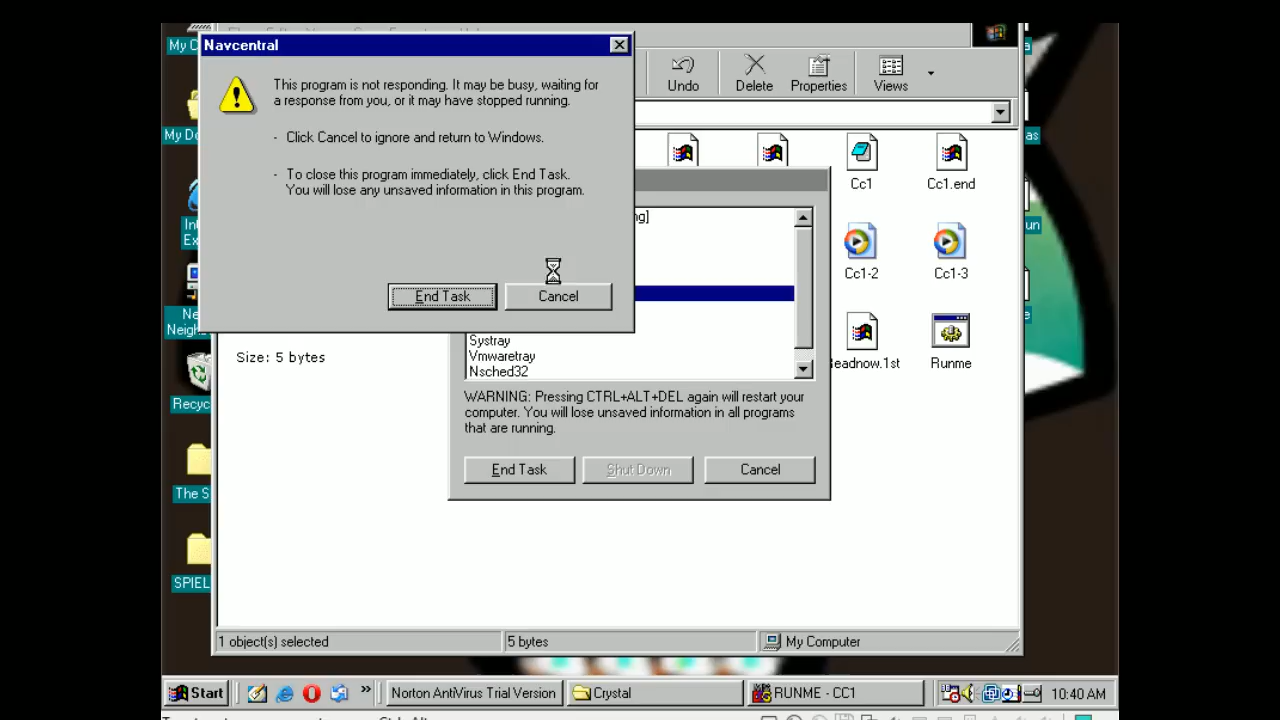 Navcentral
This program is not responding. It may be busy, waiting for
a response from you, or it may have stopped running.
- Click Cancel to ignore and return to Windows.
- To close this program immediately, click End Task.
You will lose any unsaved information in this program.
End Task
Cancel
Undo
Delete
Properties
Views
My
My
Recyc
The S
SPIEL
Cc1
Cc1.end
Cc1-2
Cc1-3
Runme
Size: 5 bytes
Systray
Vmwaretray
Nsched32
WARNING: Pressing CTRL+ALT+DEL again will restart your
computer. You will lose unsaved information in all programs
that are running.
End Task
Shut Down
Cancel
1 object(s) selected
5 bytes
My Computer
Start
»
Norton AntiVirus Trial Version
Crystal
RUNME - CC1
10:40 AM